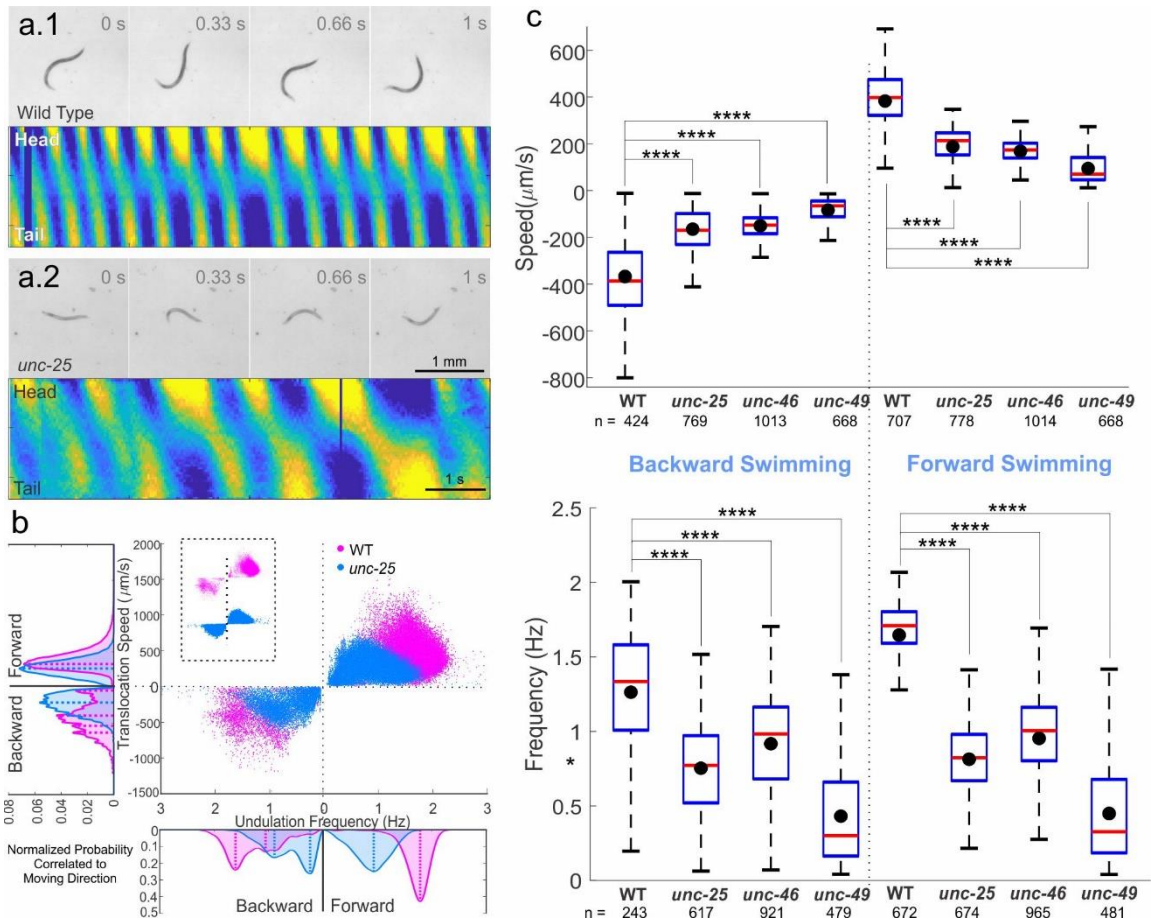 a.1
0 s 0.33 s 0.66 s 1 s
Wild Type
Head
Tail
a.2
0 s 0.33 s 0.66 s 1 s
unc-25
1 mm
Head
Tail
1 s
b
Forward
Backward
0.08 0.06 0.04 0.02 0
Translocation Speed (μm/s)
2000
1500
1000
500
0
-500
-1000
-1500
WT
unc-25
3 2 1 0 1 2 3
Undulation Frequency (Hz)
Normalized Probability
Correlated to
Moving Direction
0
0.1
0.2
0.3
0.4
0.5
Backward Forward
c
Speed(μm/s)
600
400
200
0
-200
-400
-600
-800
****
****
****
****
****
****
WT unc-25 unc-46 unc-49 WT unc-25 unc-46 unc-49
n = 424 769 1013 668 707 778 1014 668
Backward Swimming Forward Swimming
Frequency (Hz)
*
2.5
2
1.5
1
0.5
0
****
****
****
****
****
****
WT unc-25 unc-46 unc-49 WT unc-25 unc-46 unc-49
n = 243 617 921 479 672 674 965 481